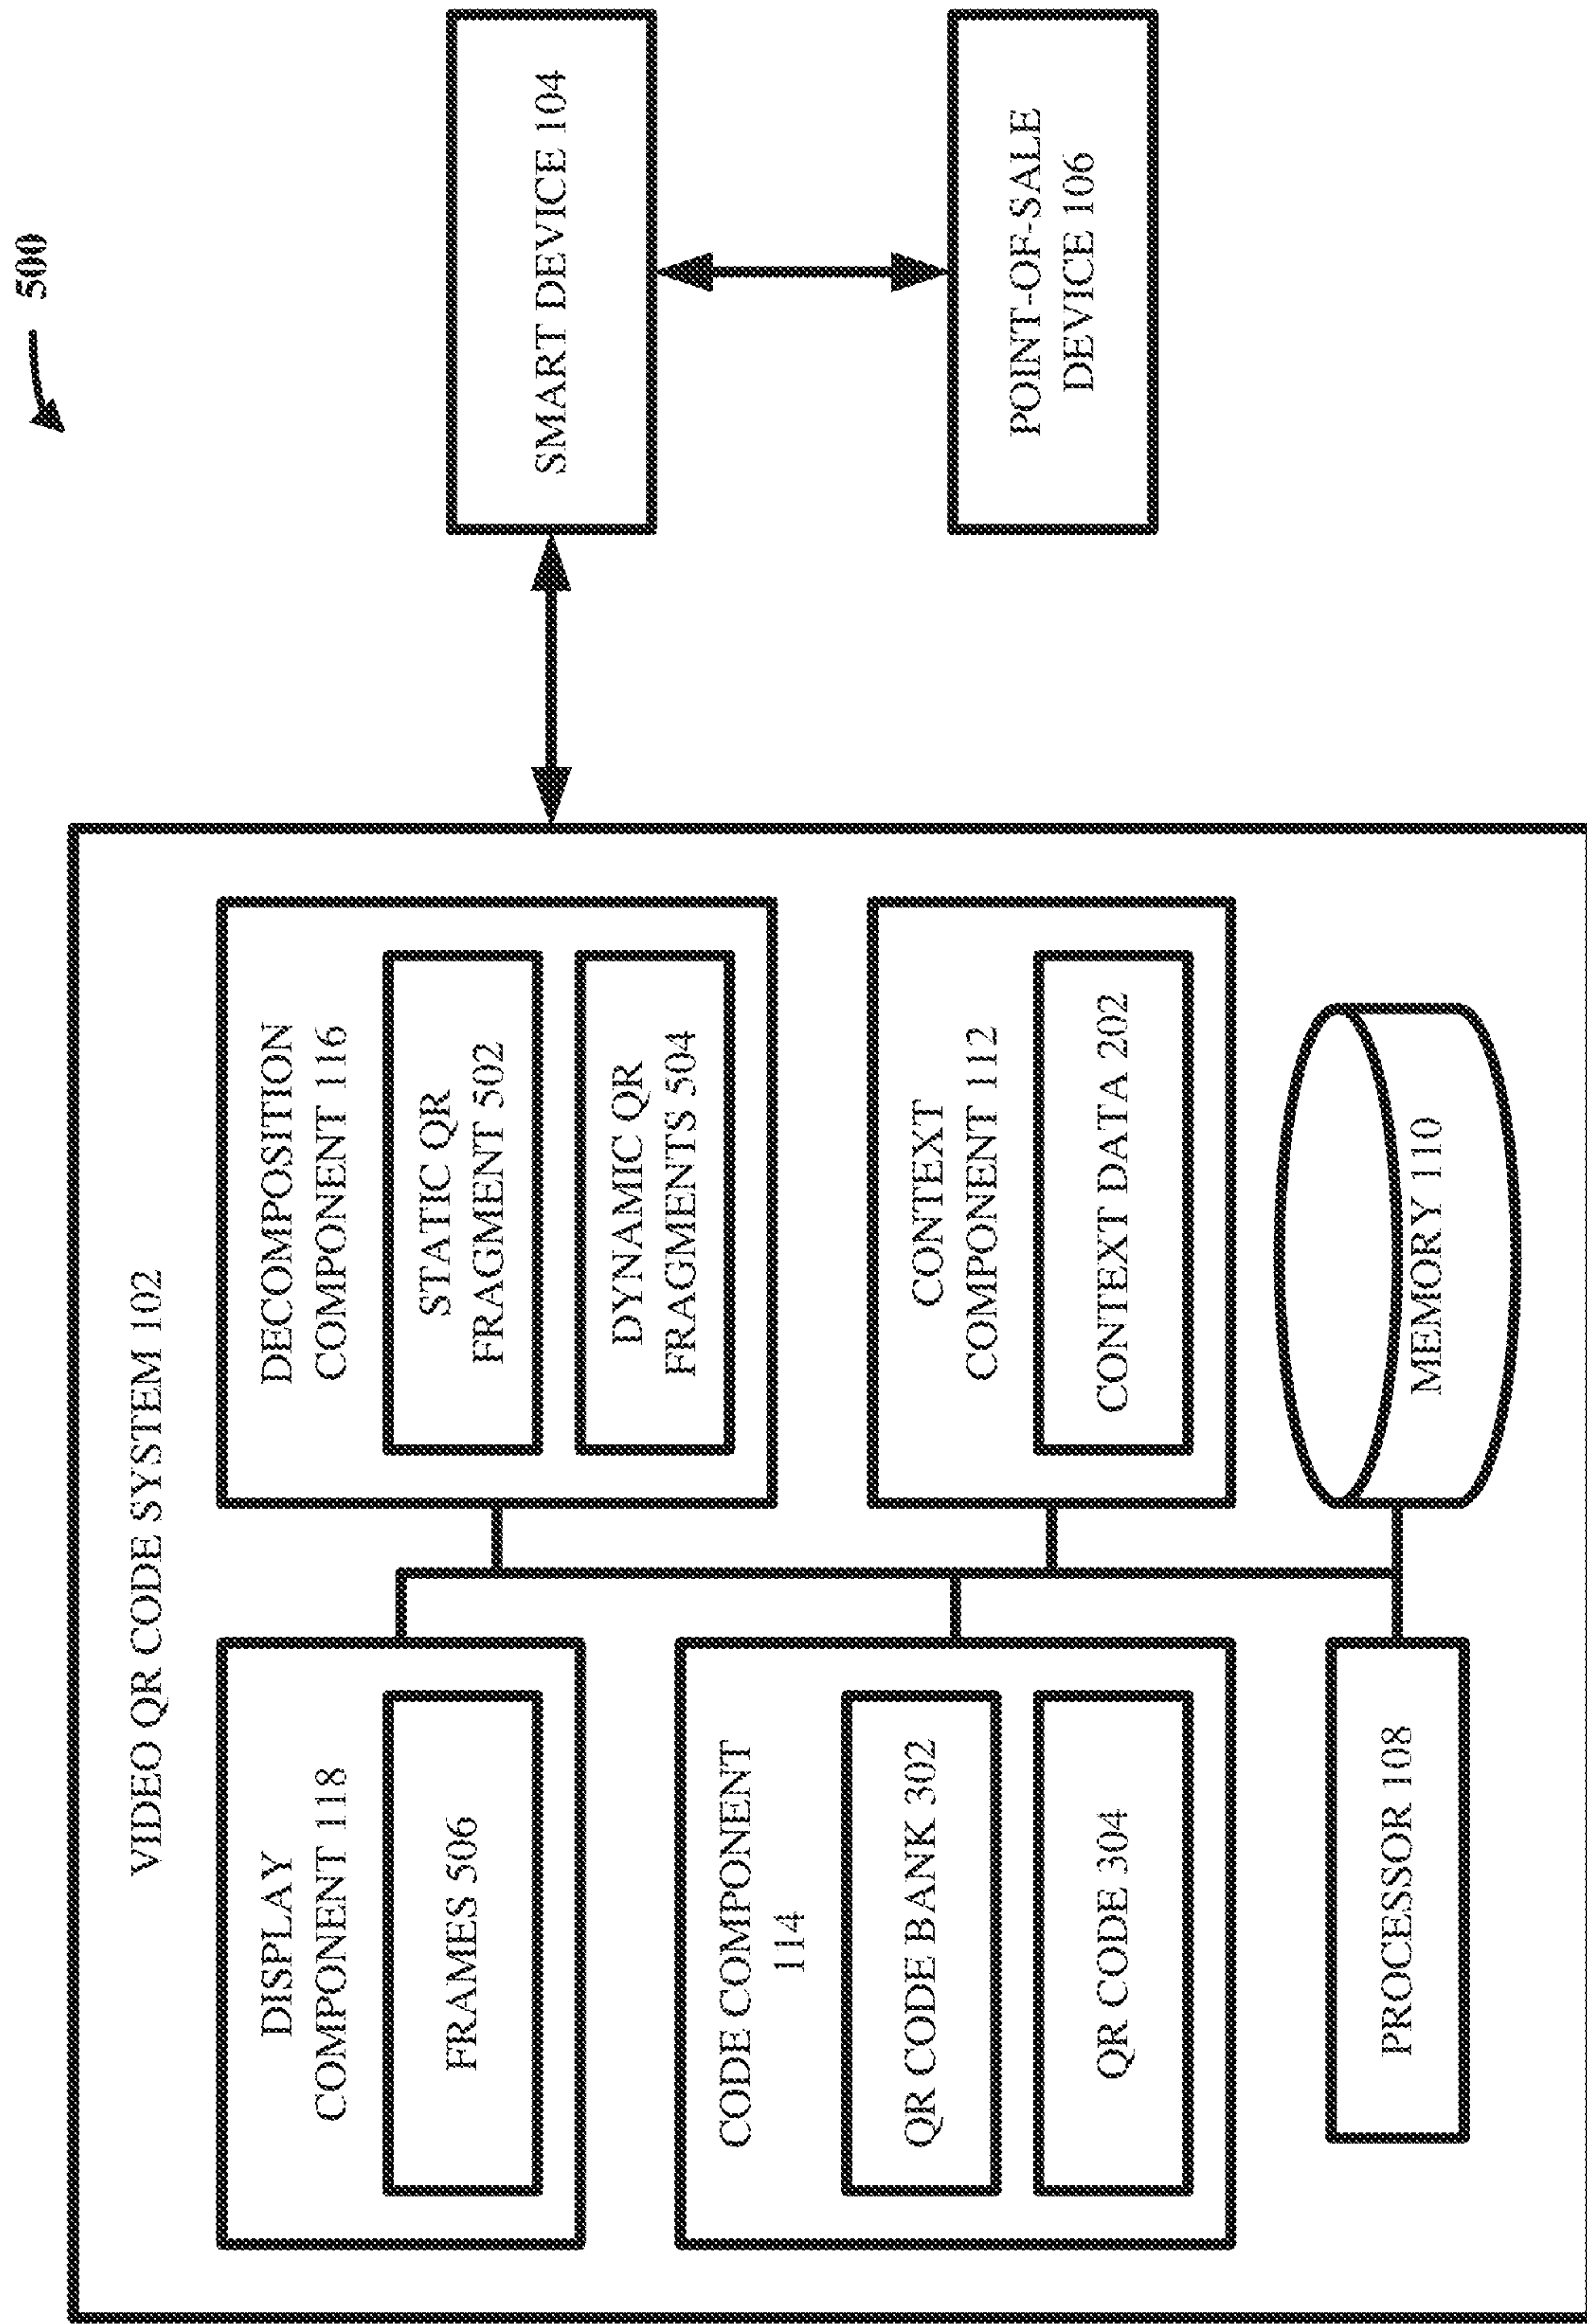 500
VIDEO QR CODE SYSTEM 102
DISPLAY
COMPONENT 118
FRAMES 506
DECOMPOSITION
COMPONENT 116
STATIC QR
FRAGMENT 502
DYNAMIC QR
FRAGMENTS 504
CODE COMPONENT
114
QR CODE BANK 302
QR CODE 304
CONTEXT
COMPONENT 112
CONTEXT DATA 202
PROCESSOR 108
MEMORY 110
SMART DEVICE 104
POINT-OF-SALE
DEVICE 106